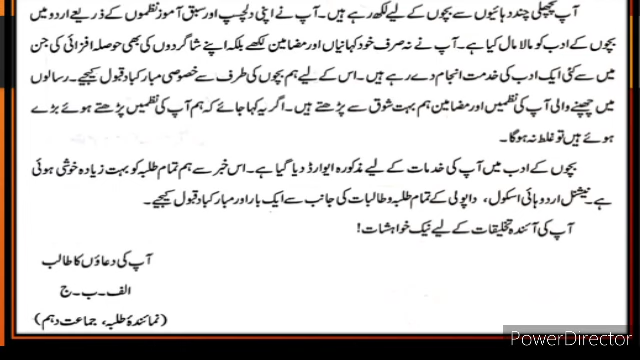 آپ پچھلی چند دہائیوں سے بچوں کے لیے لکھ رہے ہیں۔ آپ نے اپنی دلچسپ اور سبق آموز نظموں کے ذریعے اردو میں
بچوں کے ادب کو مالا مال کیا ہے۔ آپ نے نہ صرف خود کہانیاں اور مضامین لکھے بلکہ اپنے شاگردوں کی بھی حوصلہ افزائی کی جن
میں سے کئی ایک ادب کی خدمت انجام دے رہے ہیں۔ اس کے لیے ہم بچوں کی طرف سے خصوصی مبارکباد قبول کیجیے۔ رسالوں
میں چھپنے والی آپ کی نظمیں اور مضامین ہم بہت شوق سے پڑھتے ہیں۔ اگر یہ کہا جائے کہ ہم آپ کی نظمیں پڑھتے ہوئے بڑے
ہوئے ہیں تو غلط نہ ہوگا۔
بچوں کے ادب میں آپ کی خدمات کے لیے مذکورہ ایوارڈ دیا گیا ہے۔ اس خبر سے ہم تمام طلبہ کو بہت زیادہ خوشی ہوئی
ہے۔ نیشنل اردو ہائی اسکول، داپولی کے تمام طلبہ و طالبات کی جانب سے ایک بار اور مبارکباد قبول کیجیے۔
آپ کی آئندہ تخلیقات کے لیے نیک خواہشات!
آپ کی دعاؤں کا طالب
الف۔ب۔ج
(نمائندۂ طلبہ، جماعت دہم)
PowerDirector